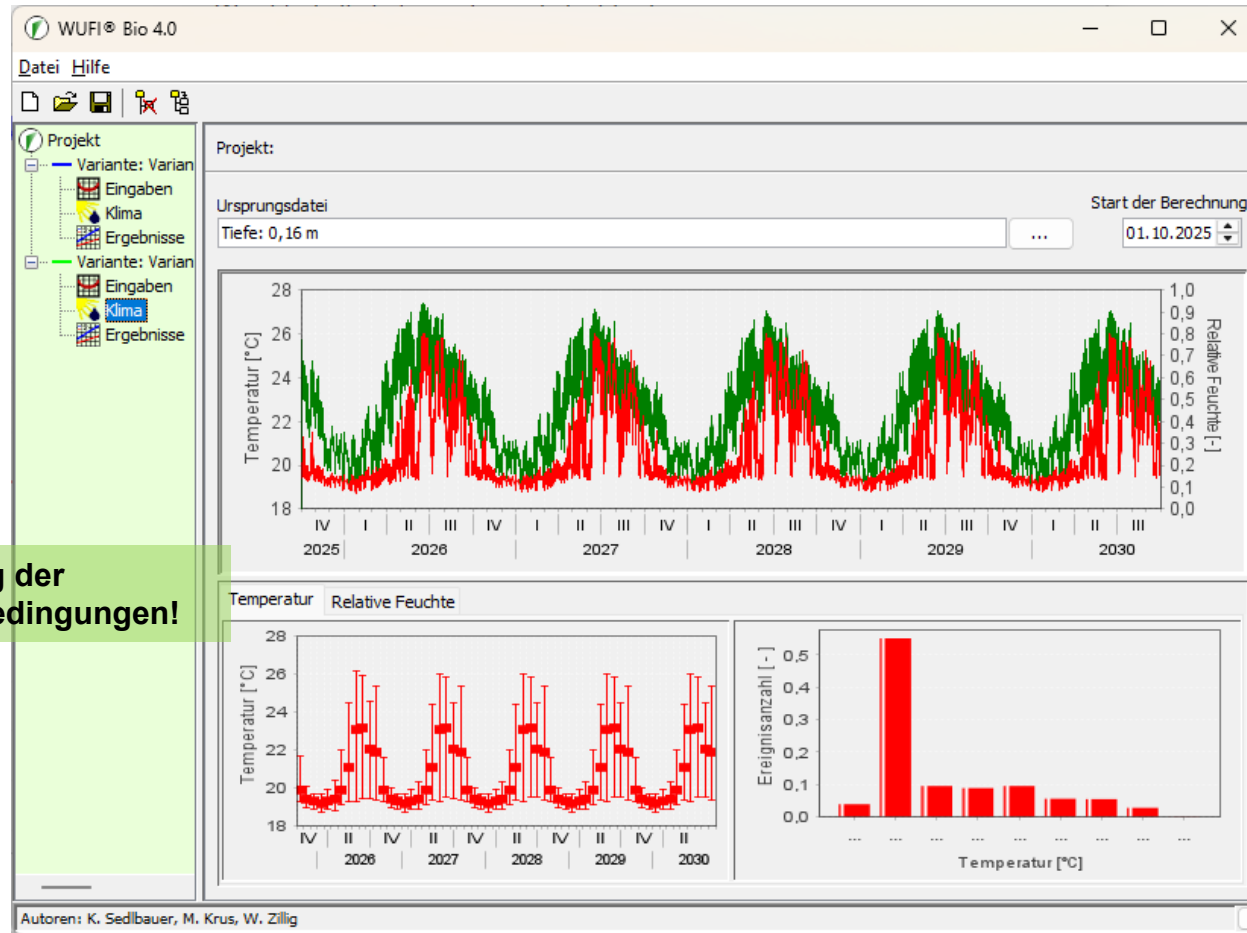 WUFI® Bio 4.0
Datei Hilfe
Projekt
Variante: Varian
Eingaben
Klima
Ergebnisse
Variante: Varian
Eingaben
Klima
Ergebnisse
Projekt:
Ursprungsdatei
Start der Berechnung
Tiefe: 0,16 m
...
01.10.2025
Temperatur [°C]
28
26
24
22
20
18
1,0
0,9
0,8
0,7
0,6
0,5
0,4
0,3
0,2
0,1
0,0
Relative Feuchte [-]
IV I II III IV I II III IV I II III IV I II III IV I II III
2025 2026 2027 2028 2029 2030
g der
edingungen!
Temperatur Relative Feuchte
Temperatur [°C]
28
26
24
22
20
18
IV II IV II IV II IV II IV II
2026 2027 2028 2029 2030
Ereignisanzahl [-]
0,5
0,4
0,3
0,2
0,1
0,0
... ... ... ... ... ... ... ... ...
Temperatur [°C]
Autoren: K. Sedlbauer, M. Krus, W. Zillig